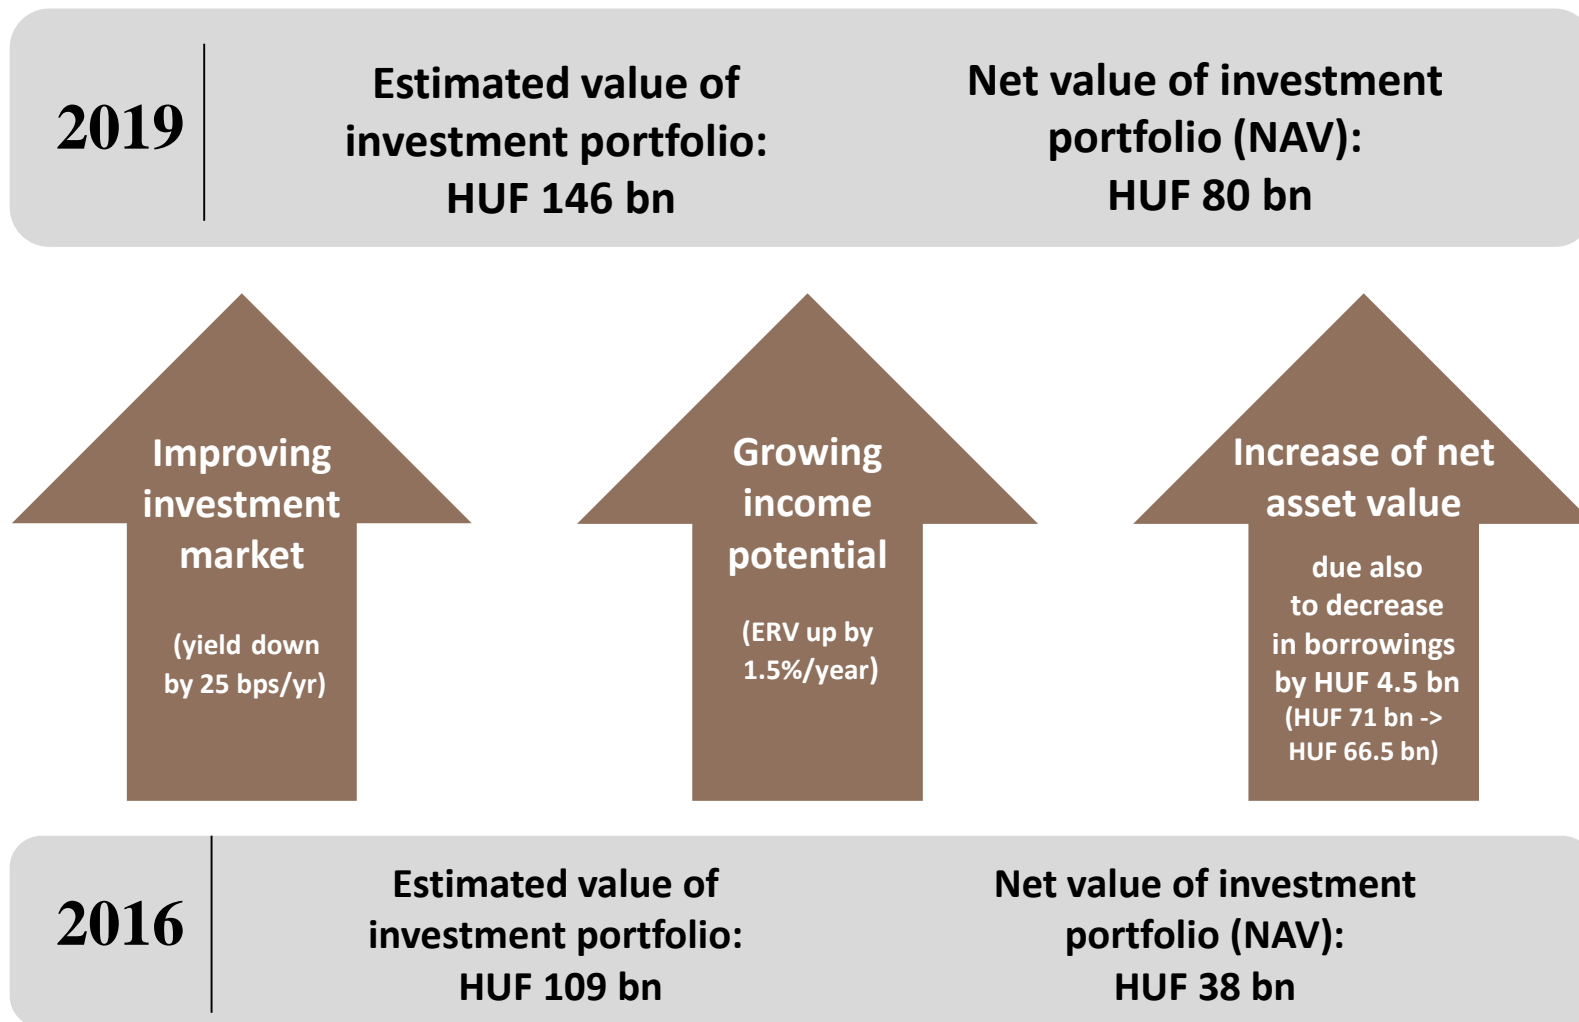 2019
Estimated value of
investment portfolio:
HUF 146 bn
Net value of investment
portfolio (NAV):
HUF 80 bn
Improving
investment
market
(yield down
by 25 bps/yr)
Growing
income
potential
(ERV up by
1.5%/year)
Increase of net
asset value
due also
to decrease
in borrowings
by HUF 4.5 bn
(HUF 71 bn ->
HUF 66.5 bn)
2016
Estimated value of
investment portfolio:
HUF 109 bn
Net value of investment
portfolio (NAV):
HUF 38 bn